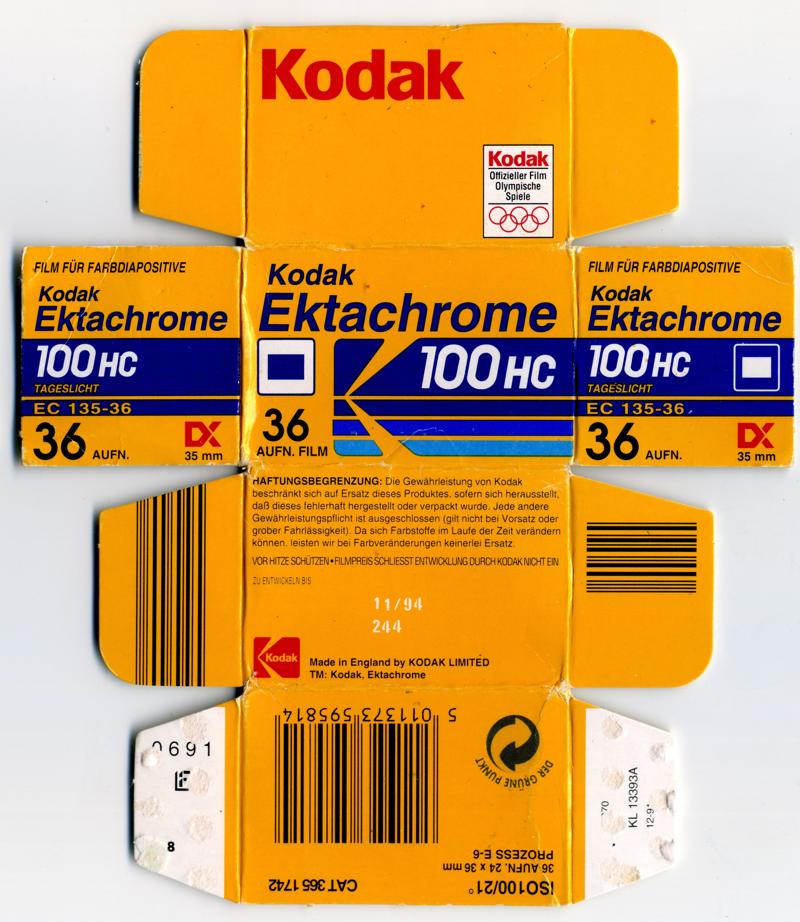 Kodak
Kodak
Offizieller Film
Olympische
Spiele
FILM FÜR FARBDIAPOSITIVE
Kodak
Ektachrome
100 HC
TAGESLICHT
EC 135-36
36 AUFN.
DX
35 mm
Kodak
Ektachrome
100 HC
36
AUFN. FILM
FILM FÜR FARBDIAPOSITIVE
Kodak
Ektachrome
100 HC
TAGESLICHT
EC 135-36
36 AUFN.
DX
35 mm
HAFTUNGSBEGRENZUNG: Die Gewährleistung von Kodak
beschränkt sich auf Ersatz dieses Produktes, sofern sich herausstellt,
daß dieses fehlerhaft hergestellt oder verpackt wurde. Jede andere
Gewährleistungspflicht ist ausgeschlossen (gilt nicht bei Vorsatz oder
grober Fahrlässigkeit). Da sich Farbstoffe im Laufe der Zeit verändern
können, leisten wir bei Farbveränderungen keinerlei Ersatz.
VOR HITZE SCHÜTZEN•FILMPREIS SCHLIESST ENTWICKLUNG DURCH KODAK NICHT EIN
ZU ENTWICKELN BIS
11/94
244
Kodak
Made in England by KODAK LIMITED
TM: Kodak, Ektachrome
ISO100/21° CAT 365 1742
36 AUFN. 24 x 36 mm
PROZESS E-6
DER GRÜNE PUNKT
5 011373 595814
0691
8
KL 13393A